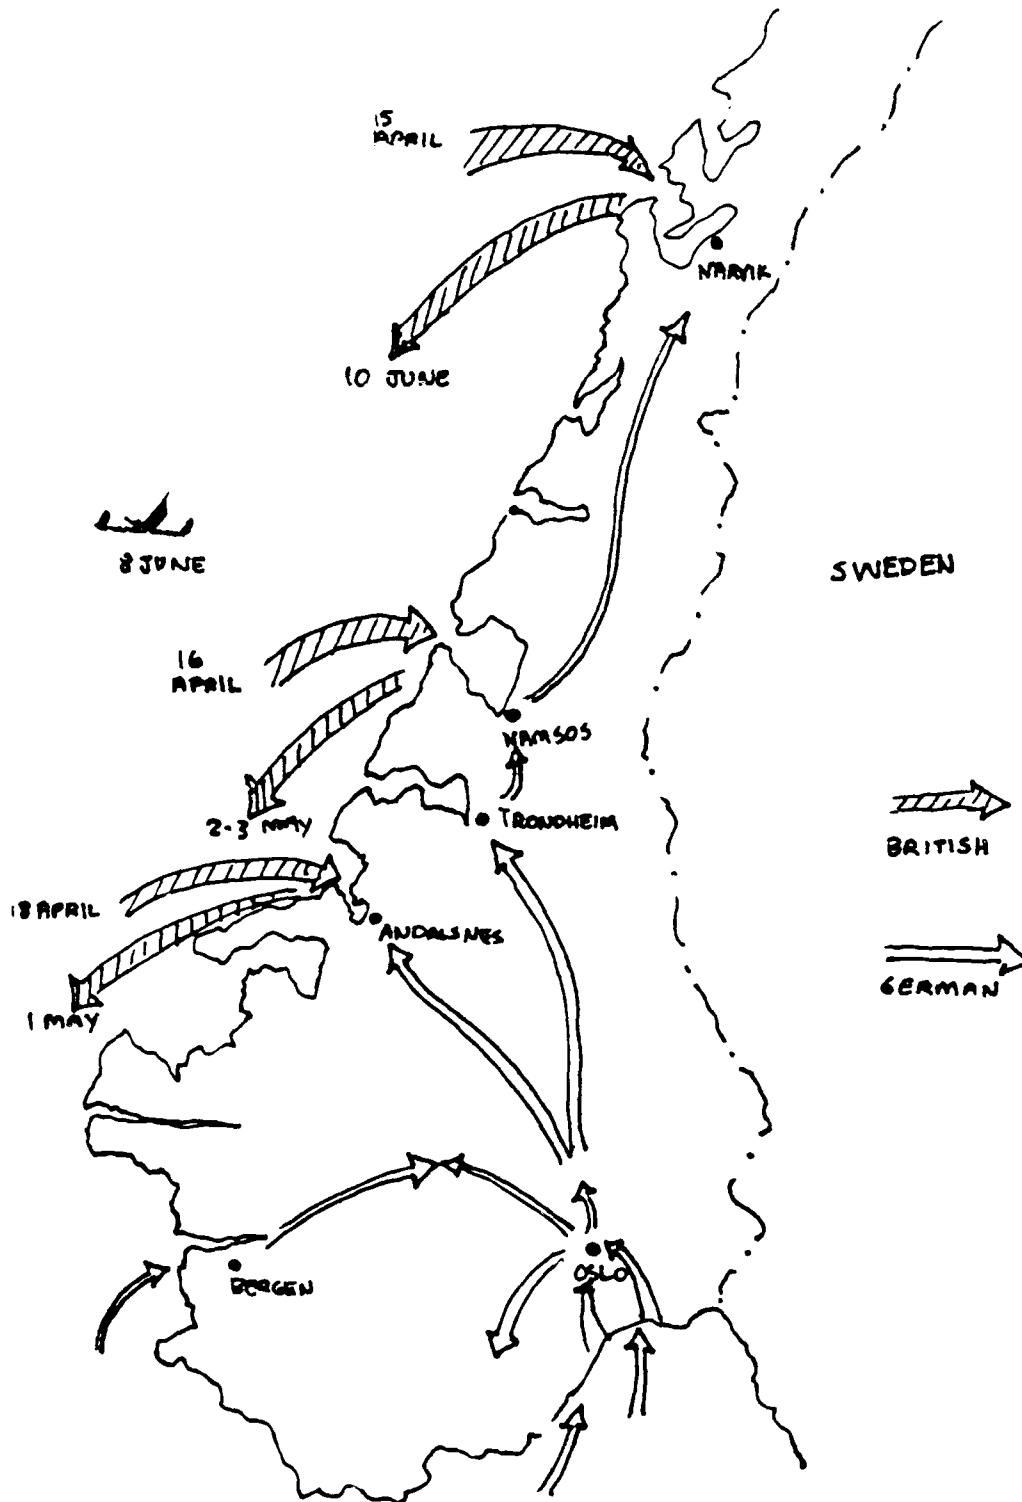 15
APRIL
NARVIK
10 JUNE
8 JUNE
SWEDEN
16
APRIL
NAMSOS
2-3 MAY
TRONDHEIM
BRITISH
18 APRIL
ANDALSNES
GERMAN
1 MAY
OSLO
BERGEN